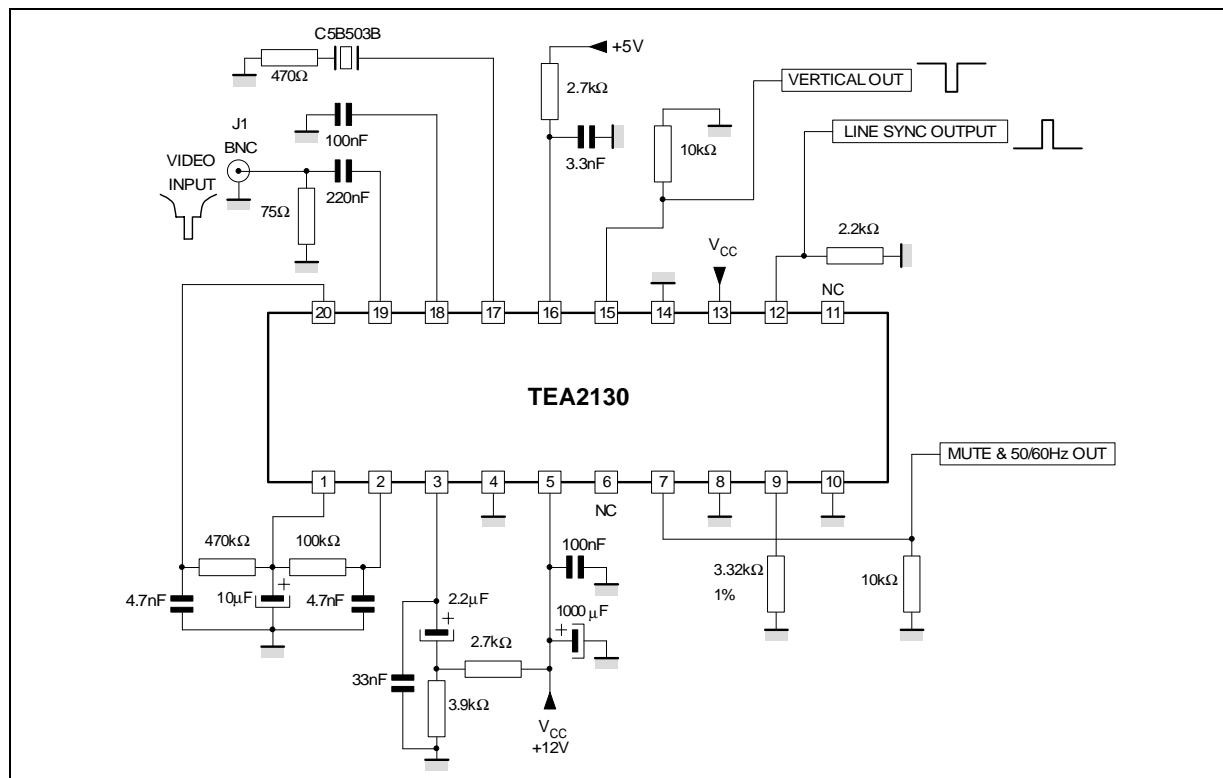 C5B503B
+5V
470Ω
2.7kΩ
VERTICAL OUT
J1
BNC
100nF
10kΩ
3.3nF
LINE SYNC OUTPUT
VIDEO
INPUT
220nF
75Ω
2.2kΩ
VCC
NC
20 19 18 17 16 15 14 13 12 11
TEA2130
1 2 3 4 5 6 7 8 9 10
MUTE & 50/60Hz OUT
NC
470kΩ
100kΩ
100nF
3.32kΩ
1%
10kΩ
4.7nF
10µF
+
4.7nF
2.2µF
+
1000 µF
+
2.7kΩ
33nF
3.9kΩ
VCC
+12V